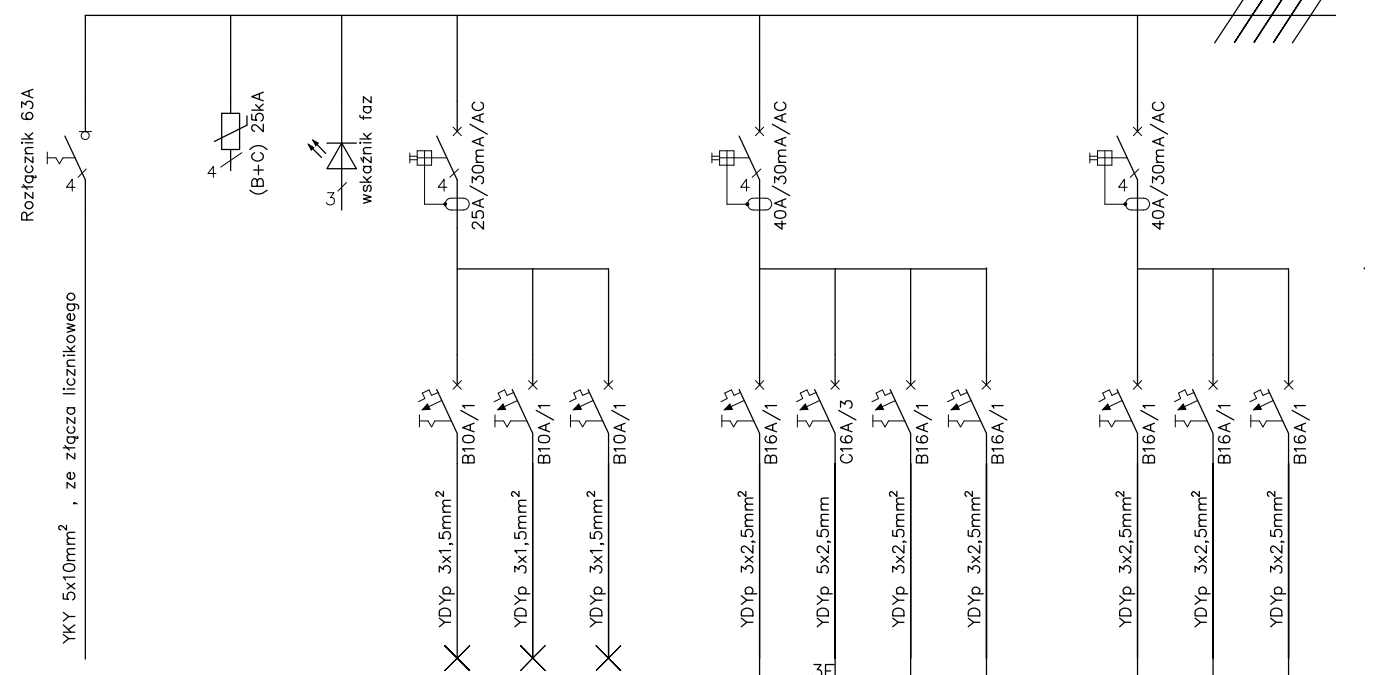 Rozłącznik 63A
4
YKY 5x10mm² , ze złącza licznikowego
4
(B+C) 25kA
3
wskaźnik faz
4
25A/30mA/AC
4
40A/30mA/AC
4
40A/30mA/AC
B10A/1
B10A/1
B10A/1
B16A/1
C16A/3
B16A/1
B16A/1
B16A/1
B16A/1
B16A/1
YDYp 3x1,5mm²
YDYp 3x1,5mm²
YDYp 3x1,5mm²
YDYp 3x2,5mm²
YDYp 5x2,5mm
YDYp 3x2,5mm²
YDYp 3x2,5mm²
YDYp 3x2,5mm²
YDYp 3x2,5mm²
YDYp 3x2,5mm²